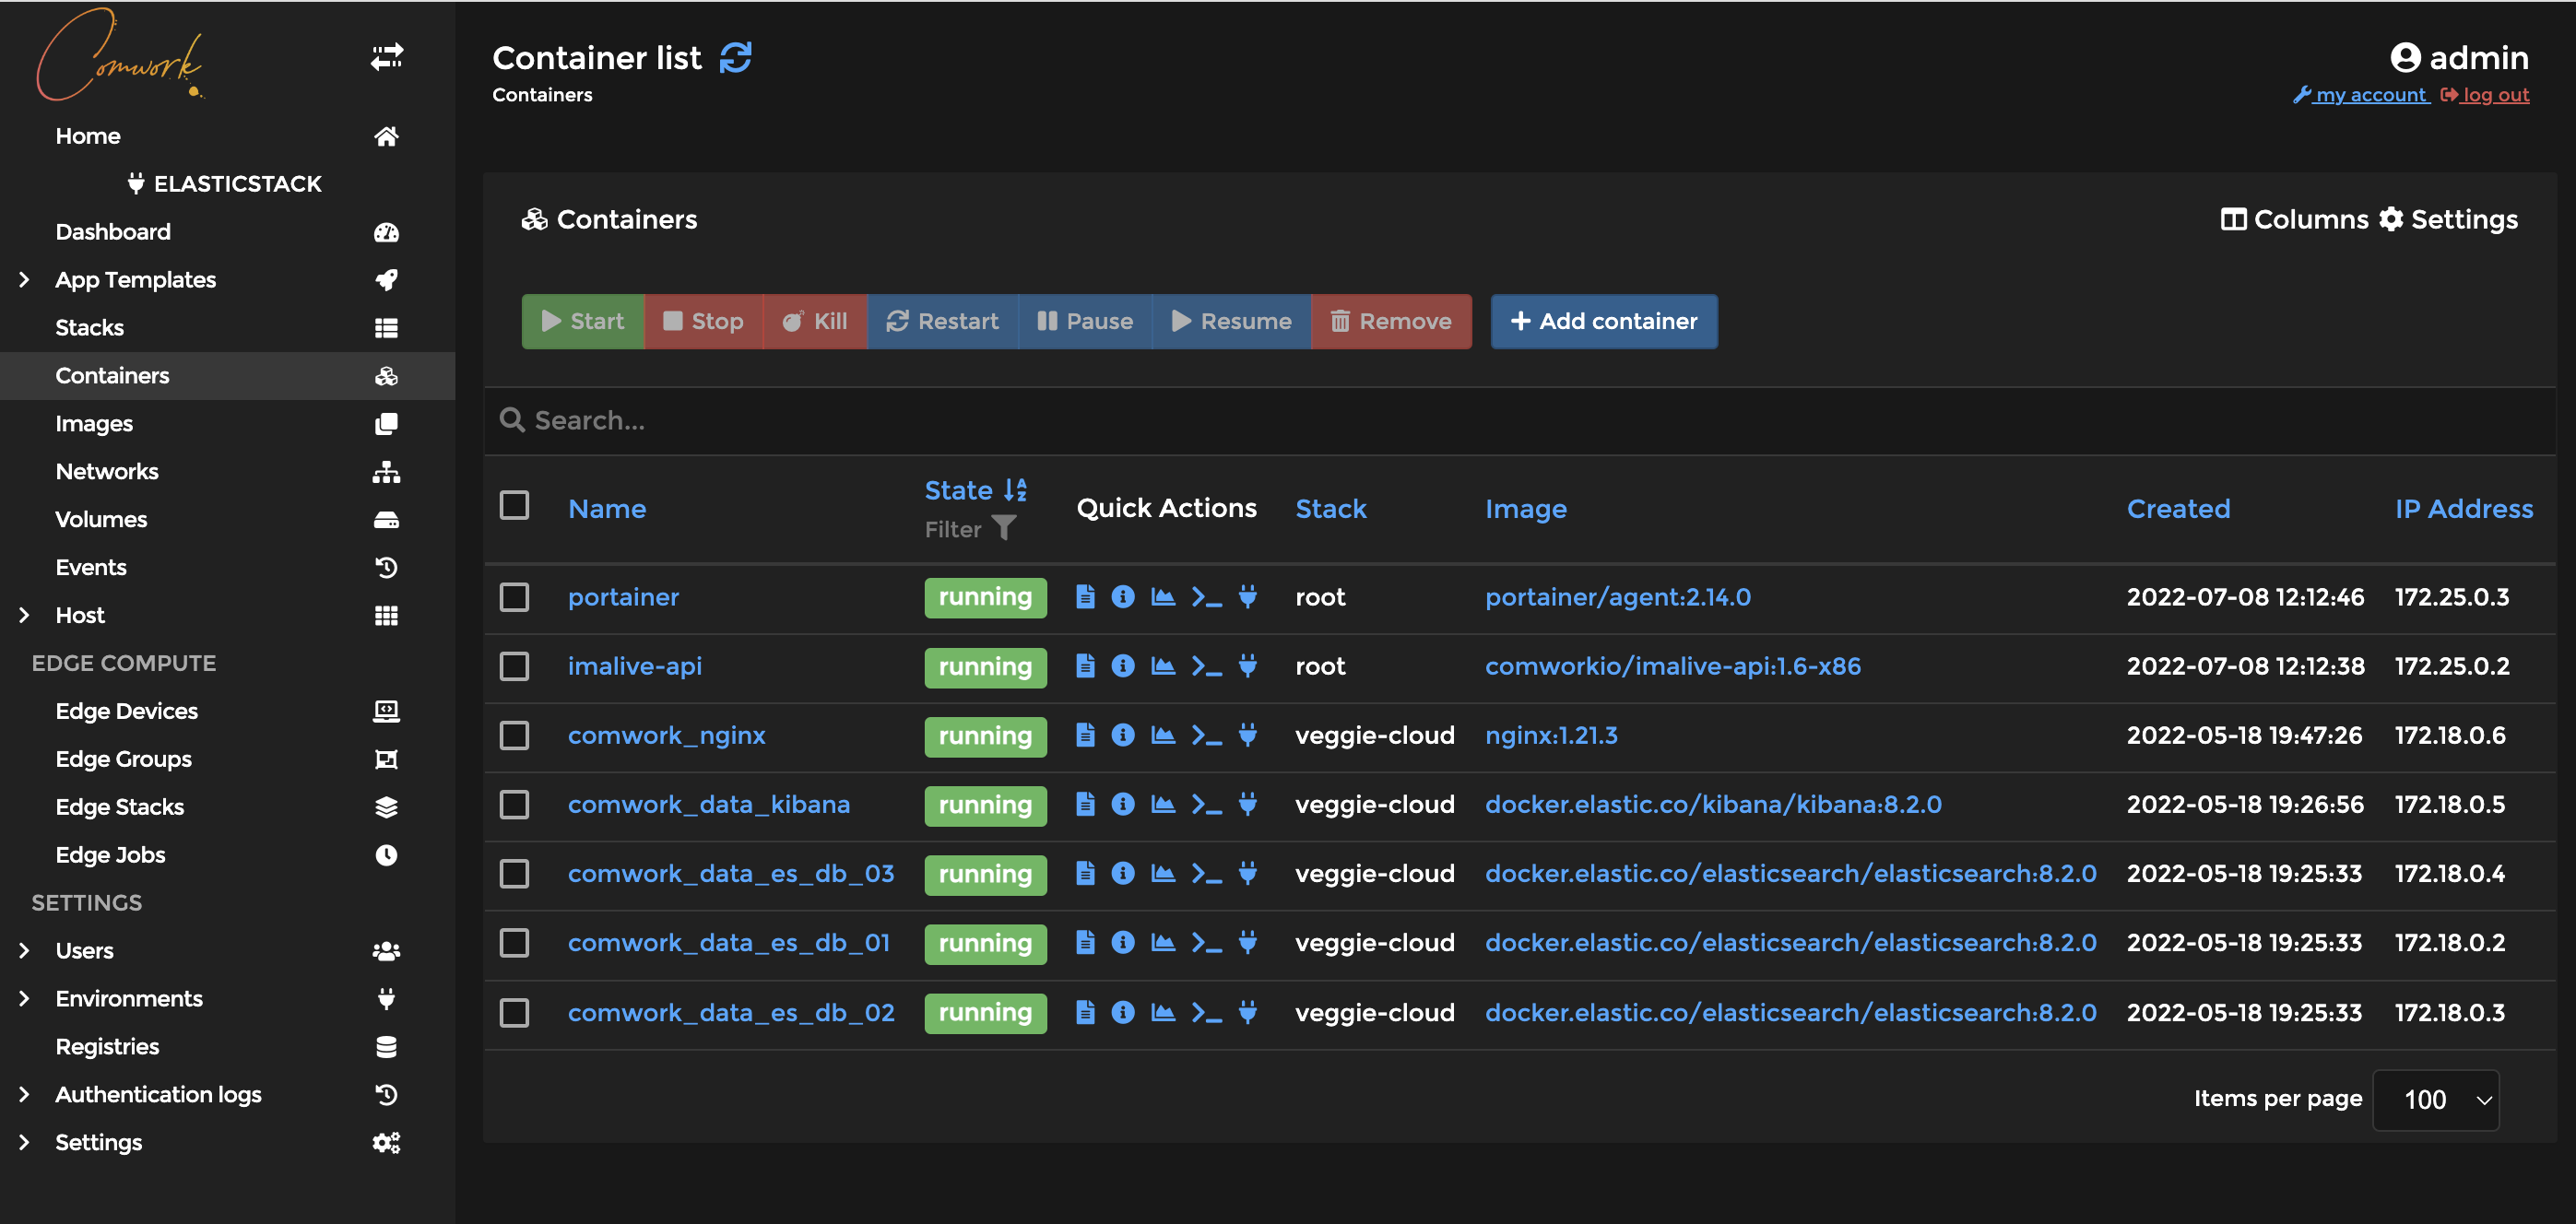 Comwork
Home
ELASTICSTACK
Dashboard
App Templates
Stacks
Containers
Images
Networks
Volumes
Events
Host
EDGE COMPUTE
Edge Devices
Edge Groups
Edge Stacks
Edge Jobs
SETTINGS
Users
Environments
Registries
Authentication logs
Settings
Container list
Containers
admin
my account log out
Containers
Columns Settings
Start Stop Kill Restart Pause Resume Remove Add container
Search...
Name State Filter Quick Actions Stack Image Created IP Address
portainer running root portainer/agent:2.14.0 2022-07-08 12:12:46 172.25.0.3
imalive-api running root comworkio/imalive-api:1.6-x86 2022-07-08 12:12:38 172.25.0.2
comwork_nginx running veggie-cloud nginx:1.21.3 2022-05-18 19:47:26 172.18.0.6
comwork_data_kibana running veggie-cloud docker.elastic.co/kibana/kibana:8.2.0 2022-05-18 19:26:56 172.18.0.5
comwork_data_es_db_03 running veggie-cloud docker.elastic.co/elasticsearch/elasticsearch:8.2.0 2022-05-18 19:25:33 172.18.0.4
comwork_data_es_db_01 running veggie-cloud docker.elastic.co/elasticsearch/elasticsearch:8.2.0 2022-05-18 19:25:33 172.18.0.2
comwork_data_es_db_02 running veggie-cloud docker.elastic.co/elasticsearch/elasticsearch:8.2.0 2022-05-18 19:25:33 172.18.0.3
Items per page 100